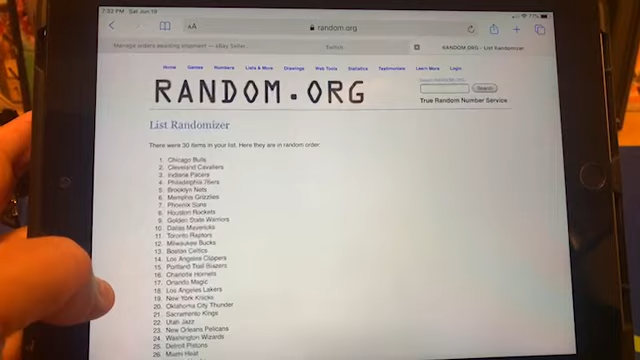 7:53 PM Sat Jun 19
77%
AA
random.org
Manage orders awaiting shipment — eBay Seller...
Twitch
RANDOM.ORG - List Randomizer
Home Games Numbers Lists & More Drawings Web Tools Statistics Testimonials Learn More Login
RANDOM.ORG
Search RANDOM.ORG
Search
True Random Number Service
List Randomizer
There were 30 items in your list. Here they are in random order:
1. Chicago Bulls
2. Cleveland Cavaliers
3. Indiana Pacers
4. Philadelphia 76ers
5. Brooklyn Nets
6. Memphis Grizzlies
7. Phoenix Suns
8. Houston Rockets
9. Golden State Warriors
10. Dallas Mavericks
11. Toronto Raptors
12. Milwaukee Bucks
13. Boston Celtics
14. Los Angeles Clippers
15. Portland Trail Blazers
16. Charlotte Hornets
17. Orlando Magic
18. Los Angeles Lakers
19. New York Knicks
20. Oklahoma City Thunder
21. Sacramento Kings
22. Utah Jazz
23. New Orleans Pelicans
24. Washington Wizards
25. Detroit Pistons
26. Miami Heat